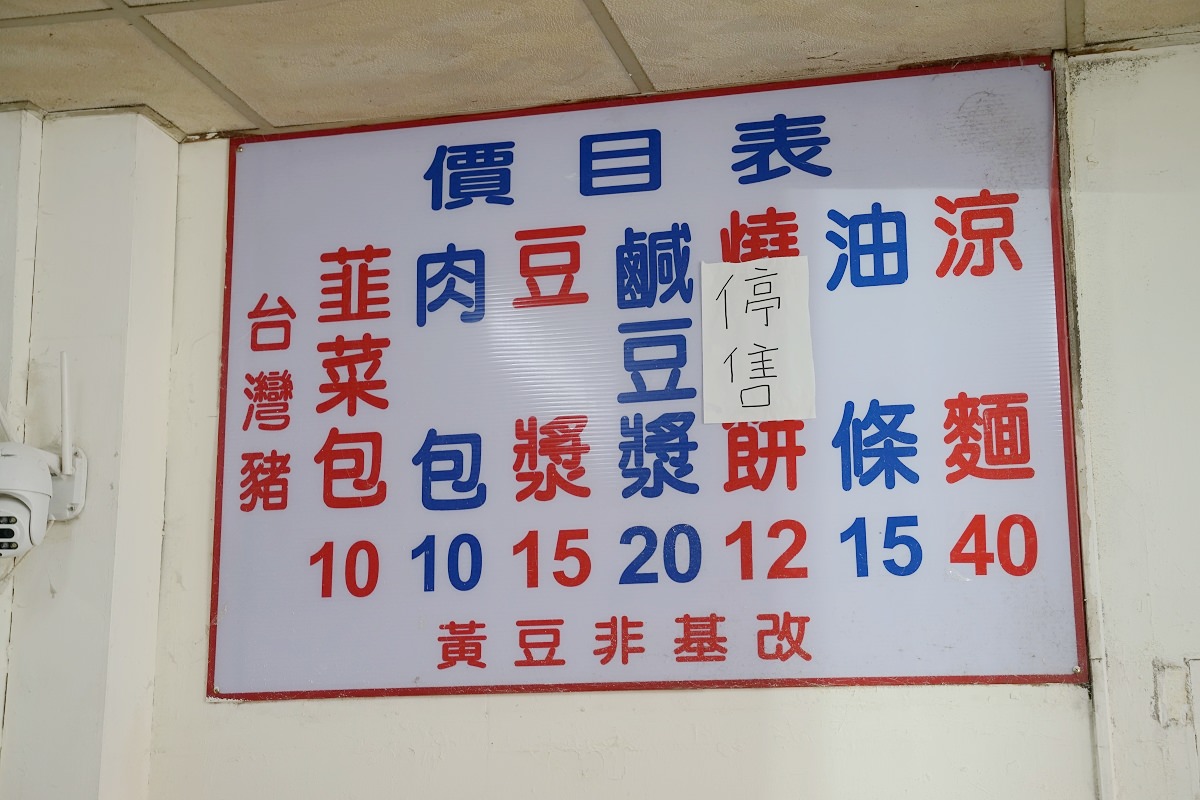 價目表
涼麵 40
油條 15
燒餅 12
停售
鹹豆漿 20
豆漿 15
肉包 10
韮菜包 10
台灣豬
黃豆非基改